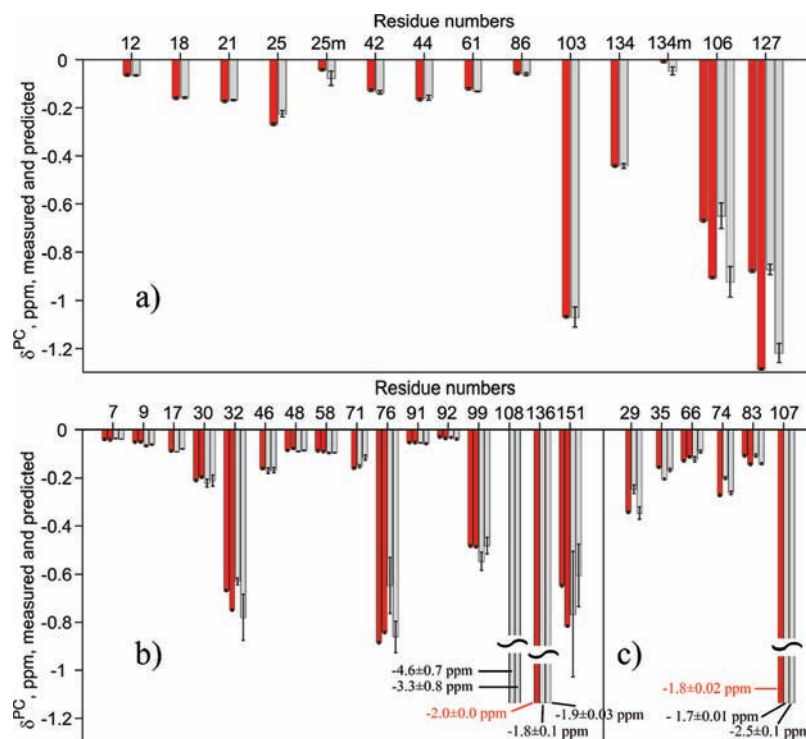 Residue numbers
12 18 21 25 25m 42 44 61 86 103 134 134m 106 127
δPC, ppm, measured and predicted
0
-0.2
-0.4
-0.6
-0.8
-1
-1.2
a)
Residue numbers
7 9 17 30 32 46 48 58 71 76 91 92 99 108 136 151
Residue numbers
29 35 66 74 83 107
δPC, ppm, measured and predicted
0
-0.2
-0.4
-0.6
-0.8
-1
-1.2
b)
-4.6±0.7 ppm
-3.3±0.8 ppm
-2.0±0.0 ppm
-1.8±0.1 ppm
-1.9±0.03 ppm
c)
-1.8±0.02 ppm
-1.7±0.01 ppm
-2.5±0.1 ppm